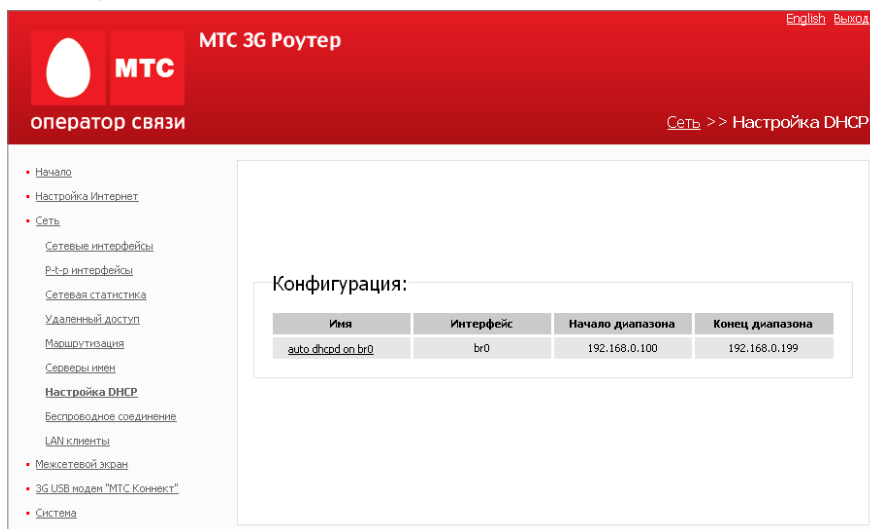 English Выход
МТС 3G Роутер
МТС
оператор связи
Сеть >> Настройка DHCP
Начало
Настройка Интернет
Сеть
Сетевые интерфейсы
P-t-p интерфейсы
Сетевая статистика
Удаленный доступ
Маршрутизация
Серверы имен
Настройка DHCP
Беспроводное соединение
LAN клиенты
Межсетевой экран
3G USB модем "МТС Коннект"
Система
Конфигурация:
Имя Интерфейс Начало диапазона Конец диапазона
auto dhcpd on br0 br0 192.168.0.100 192.168.0.199